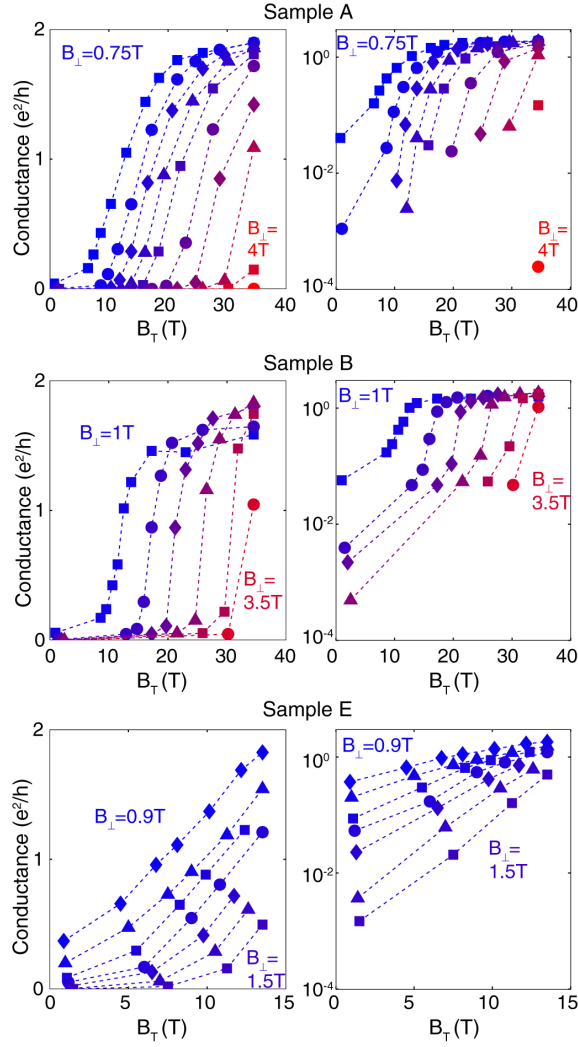 Sample A
2
1
0
Conductance (e²/h)
B⊥=0.75T
B⊥=
4T
0 10 20 30 40
B_T (T)
10⁰
10⁻²
10⁻⁴
B⊥=0.75T
B⊥=
4T
0 10 20 30 40
B_T (T)
Sample B
2
1
0
Conductance (e²/h)
B⊥=1T
B⊥=
3.5T
0 10 20 30 40
B_T (T)
10⁰
10⁻²
10⁻⁴
B⊥=1T
B⊥=
3.5T
0 10 20 30 40
B_T (T)
Sample E
2
1
0
Conductance (e²/h)
B⊥=0.9T
B⊥=
1.5T
0 5 10 15
B_T (T)
10⁰
10⁻²
10⁻⁴
B⊥=0.9T
B⊥=
1.5T
0 5 10 15
B_T (T)